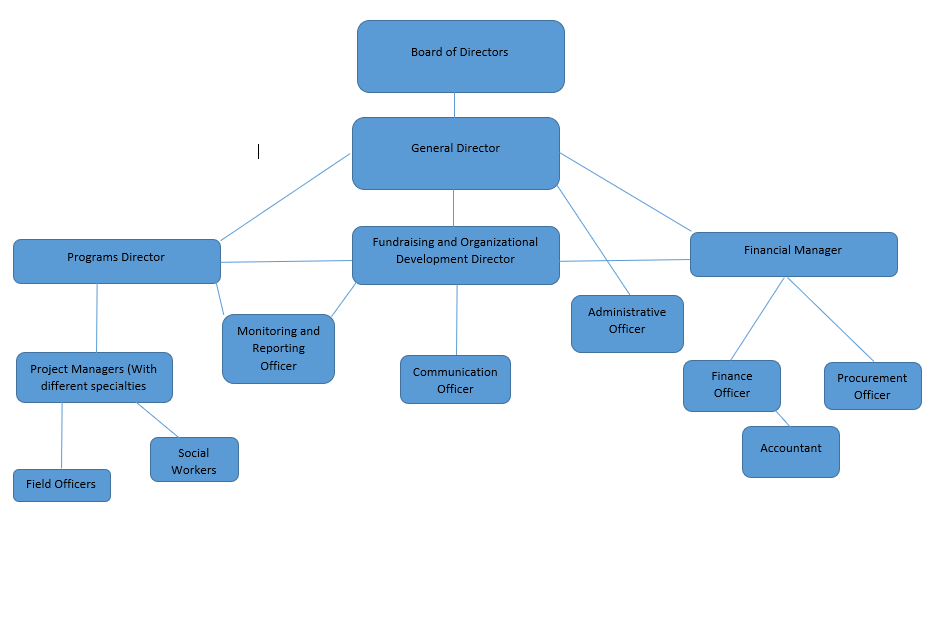 Board of Directors
General Director
Fundraising and Organizational
Development Director
Programs Director
Financial Manager
Monitoring and
Reporting
Officer
Administrative
Officer
Project Managers (With
different specialties
Communication
Officer
Finance
Officer
Procurement
Officer
Social
Workers
Accountant
Field Officers